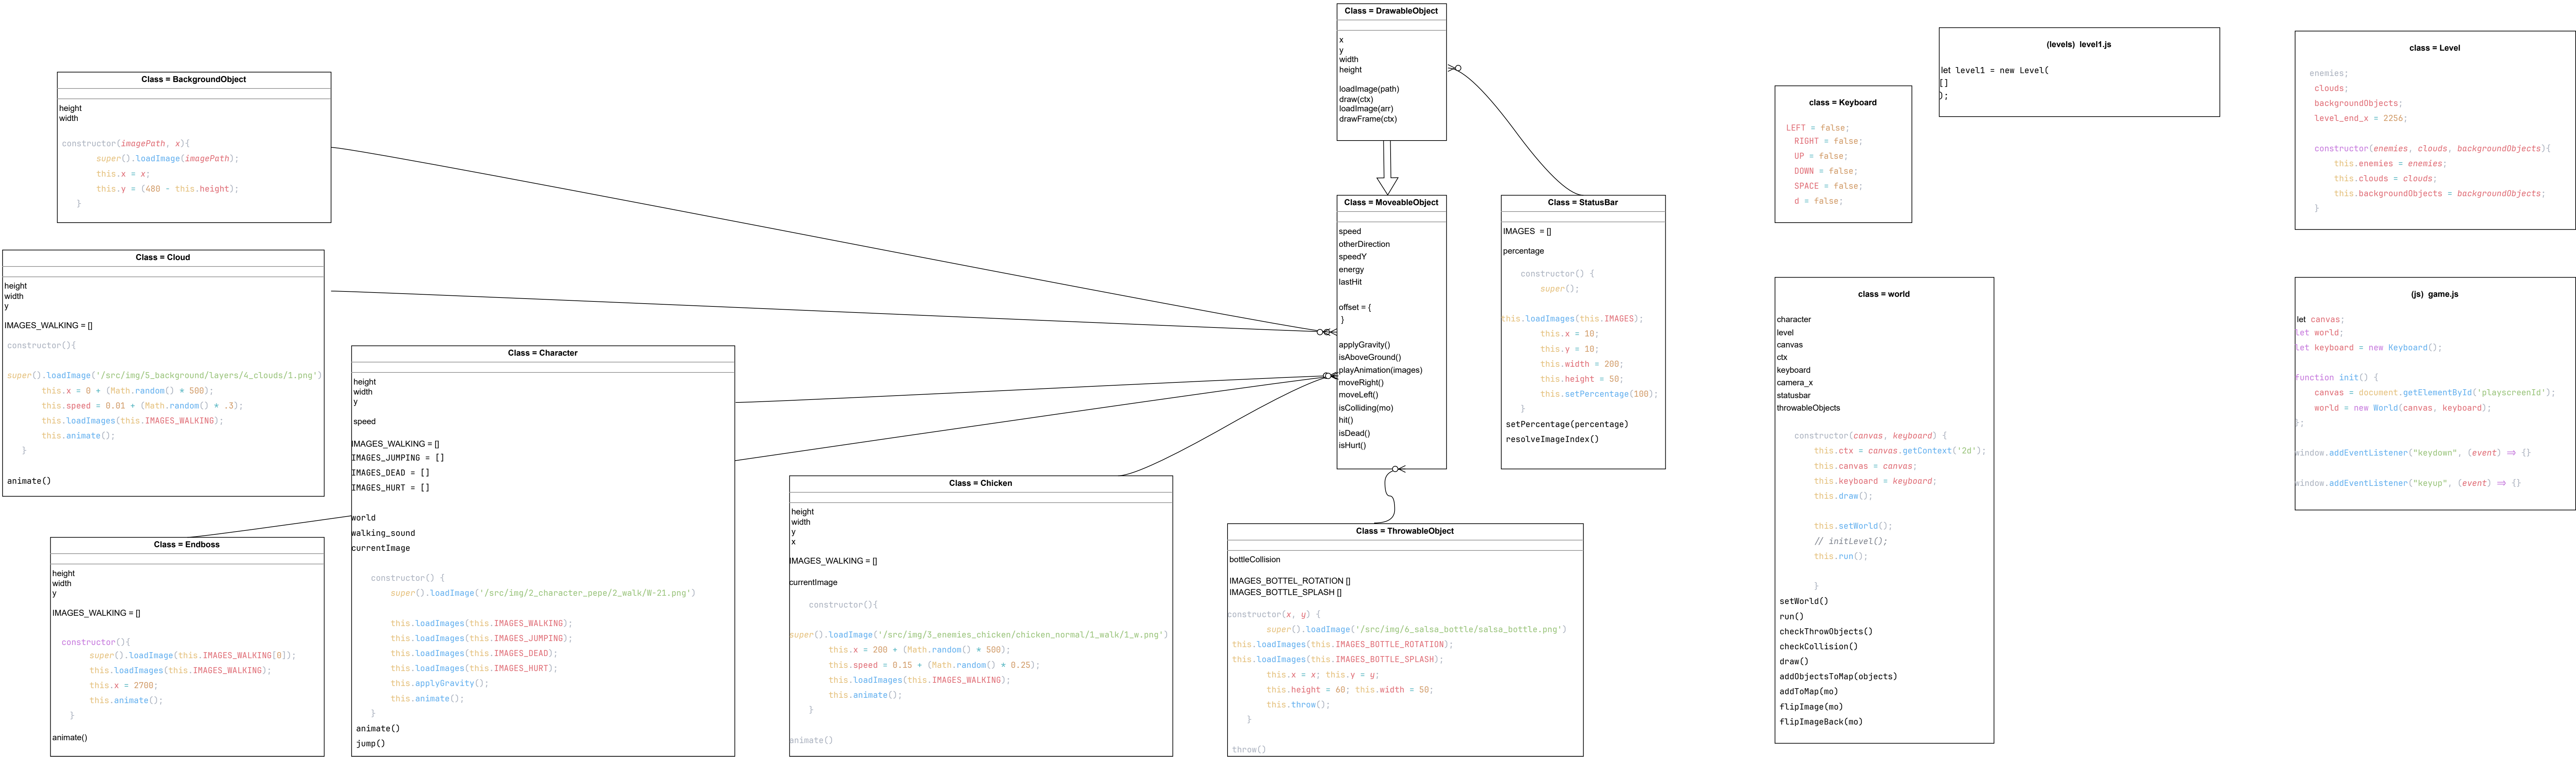 Class = DrawableObject
x
y
width
height
loadImage(path)
draw(ctx)
loadImage(arr)
drawFrame(ctx)
Class = BackgroundObject
height
width
constructor(imagePath, x){
super().loadImage(imagePath);
this.x = x;
this.y = (480 - this.height);
}
Class = Cloud
height
width
y
IMAGES_WALKING = []
constructor(){
super().loadImage('/src/img/5_background/layers/4_clouds/1.png')
this.x = 0 + (Math.random() * 500);
this.speed = 0.01 + (Math.random() * .3);
this.loadImages(this.IMAGES_WALKING);
this.animate();
}
animate()
Class = Endboss
height
width
y
IMAGES_WALKING = []
constructor(){
super().loadImage(this.IMAGES_WALKING[0]);
this.loadImages(this.IMAGES_WALKING);
this.x = 2700;
this.animate();
}
animate()
Class = Character
height
width
y
speed
IMAGES_WALKING = []
IMAGES_JUMPING = []
IMAGES_DEAD = []
IMAGES_HURT = []
world
walking_sound
currentImage
constructor() {
super().loadImage('/src/img/2_character_pepe/2_walk/W-21.png')
this.loadImages(this.IMAGES_WALKING);
this.loadImages(this.IMAGES_JUMPING);
this.loadImages(this.IMAGES_DEAD);
this.loadImages(this.IMAGES_HURT);
this.applyGravity();
this.animate();
}
animate()
jump()
Class = Chicken
height
width
y
x
IMAGES_WALKING = []
currentImage
constructor(){
super().loadImage('/src/img/3_enemies_chicken/chicken_normal/1_walk/1_w.png')
this.x = 200 + (Math.random() * 500);
this.speed = 0.15 + (Math.random() * 0.25);
this.loadImages(this.IMAGES_WALKING);
this.animate();
}
animate()
Class = MoveableObject
speed
otherDirection
speedY
energy
lastHit
offset = {
}
applyGravity()
isAboveGround()
playAnimation(images)
moveRight()
moveLeft()
isColliding(mo)
hit()
isDead()
isHurt()
Class = ThrowableObject
bottleCollision
IMAGES_BOTTEL_ROTATION []
IMAGES_BOTTLE_SPLASH []
constructor(x, y) {
super().loadImage('/src/img/6_salsa_bottle/salsa_bottle.png')
this.loadImages(this.IMAGES_BOTTLE_ROTATION);
this.loadImages(this.IMAGES_BOTTLE_SPLASH);
this.x = x; this.y = y;
this.height = 60; this.width = 50;
this.throw();
}
throw()
Class = StatusBar
IMAGES = []
percentage
constructor() {
super();
this.loadImages(this.IMAGES);
this.x = 10;
this.y = 10;
this.width = 200;
this.height = 50;
this.setPercentage(100);
}
setPercentage(percentage)
resolveImageIndex()
class = Keyboard
LEFT = false;
RIGHT = false;
UP = false;
DOWN = false;
SPACE = false;
d = false;
(levels) level1.js
let level1 = new Level(
[]
);
class = world
character
level
canvas
ctx
keyboard
camera_x
statusbar
throwableObjects
constructor(canvas, keyboard) {
this.ctx = canvas.getContext('2d');
this.canvas = canvas;
this.keyboard = keyboard;
this.draw();
this.setWorld();
// initLevel();
this.run();
}
setWorld()
run()
checkThrowObjects()
checkCollision()
draw()
addObjectsToMap(objects)
addToMap(mo)
flipImage(mo)
flipImageBack(mo)
class = Level
enemies;
clouds;
backgroundObjects;
level_end_x = 2256;
constructor(enemies, clouds, backgroundObjects){
this.enemies = enemies;
this.clouds = clouds;
this.backgroundObjects = backgroundObjects;
}
(js) game.js
let canvas;
let world;
let keyboard = new Keyboard();
function init() {
canvas = document.getElementById('playscreenId');
world = new World(canvas, keyboard);
};
window.addEventListener("keydown", (event) => {}
window.addEventListener("keyup", (event) => {}